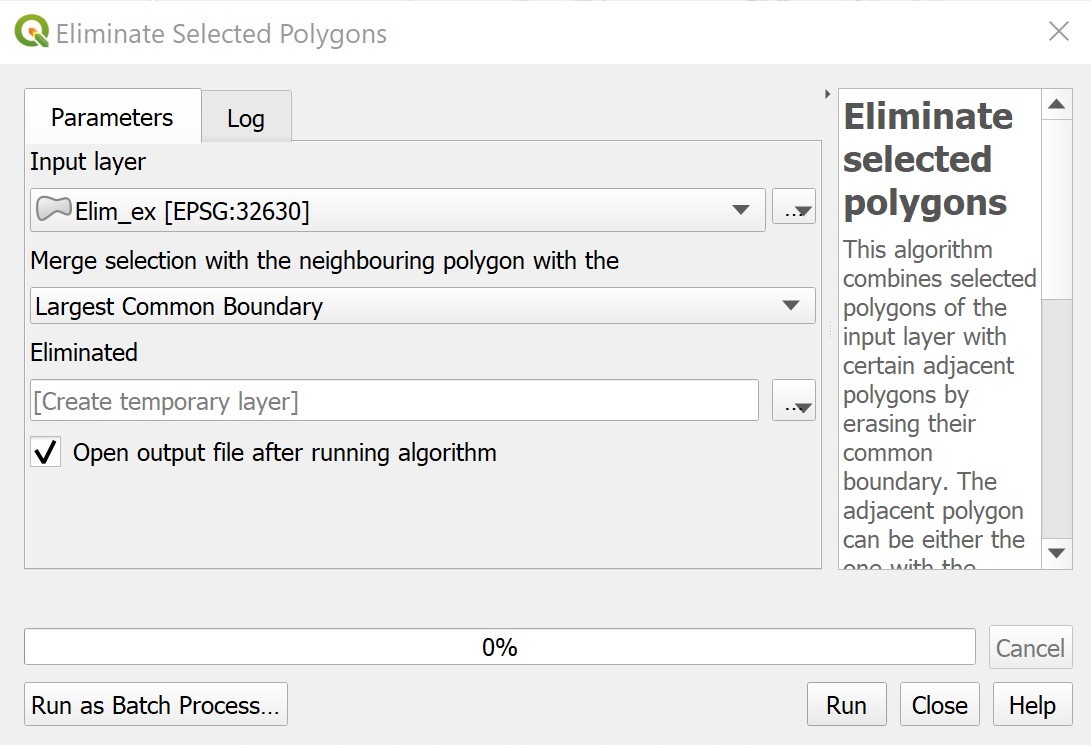 Eliminate Selected Polygons
Parameters
Log
Input layer
Elim_ex [EPSG:32630]
...
Merge selection with the neighbouring polygon with the
Largest Common Boundary
Eliminated
[Create temporary layer]
...
Open output file after running algorithm
Eliminate
selected
polygons
This algorithm
combines selected
polygons of the
input layer with
certain adjacent
polygons by
erasing their
common
boundary. The
adjacent polygon
can be either the
one with the
0%
Cancel
Run as Batch Process...
Run
Close
Help